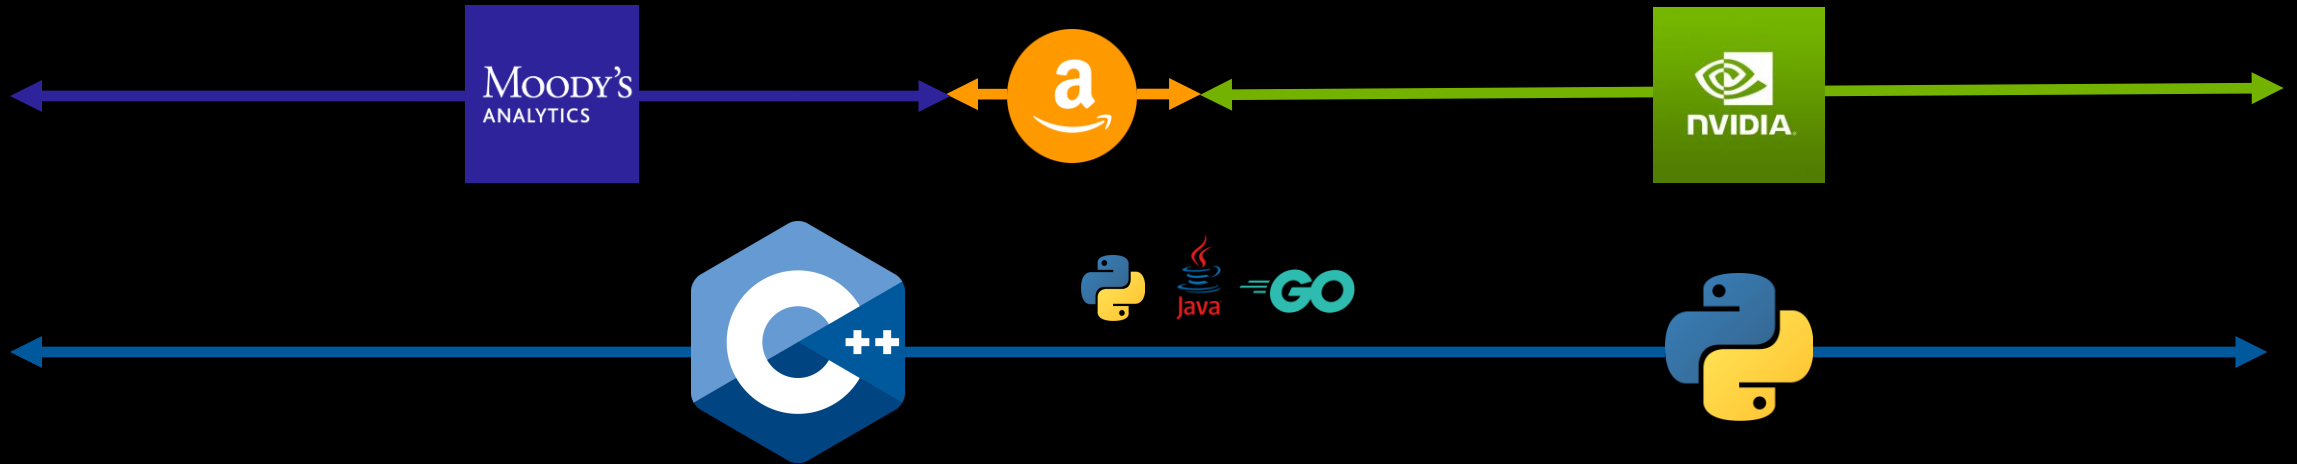 MOODY'S
ANALYTICS
a
NVIDIA
C++
Java
GO